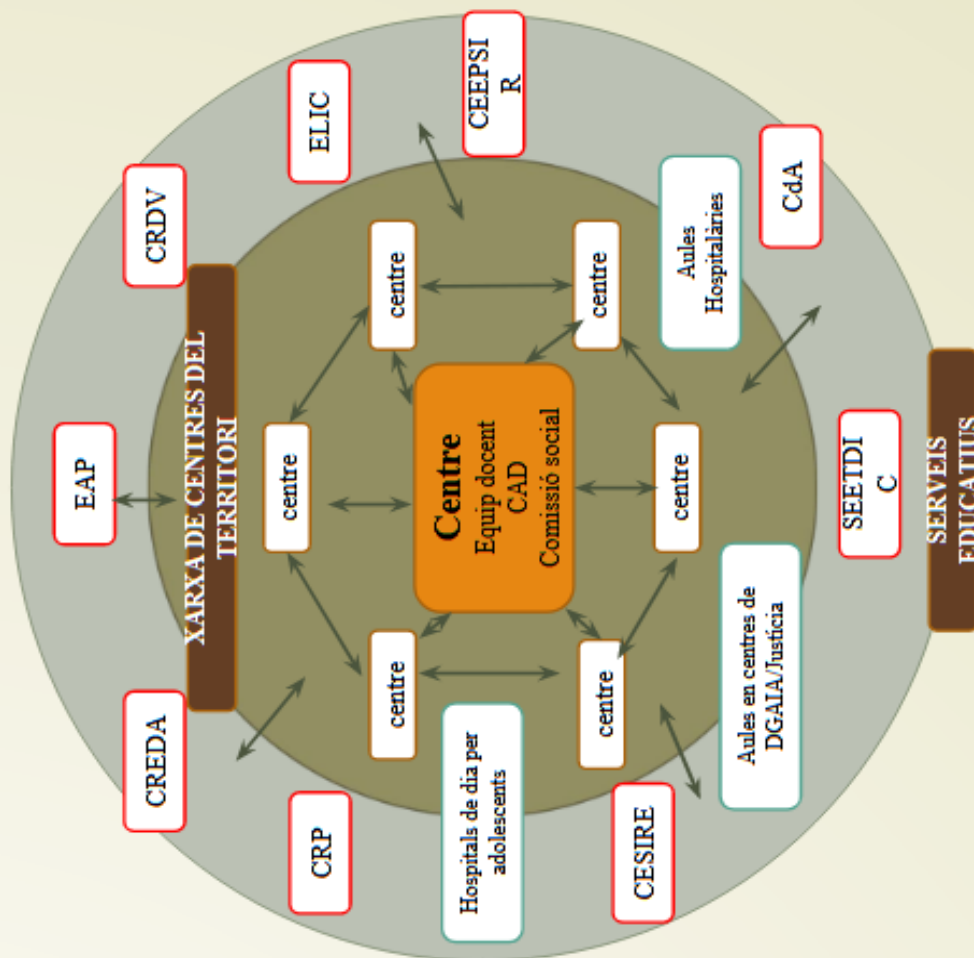 EAP
CREDA
CRDV
XARXA DE CENTRES DEL
TERRITORI
centre
CRP
ELIC
centre
centre
Hospitals de dia per
adolescents
Centre
Equip docent
CAD
Comissió social
CEEPSI
R
centre
centre
CESIRE
centre
Aules
Hospitalàries
Aules en centres de
DGAIA/Justícia
CdA
SEETDI
C
SERVEIS
EDUCATIUS